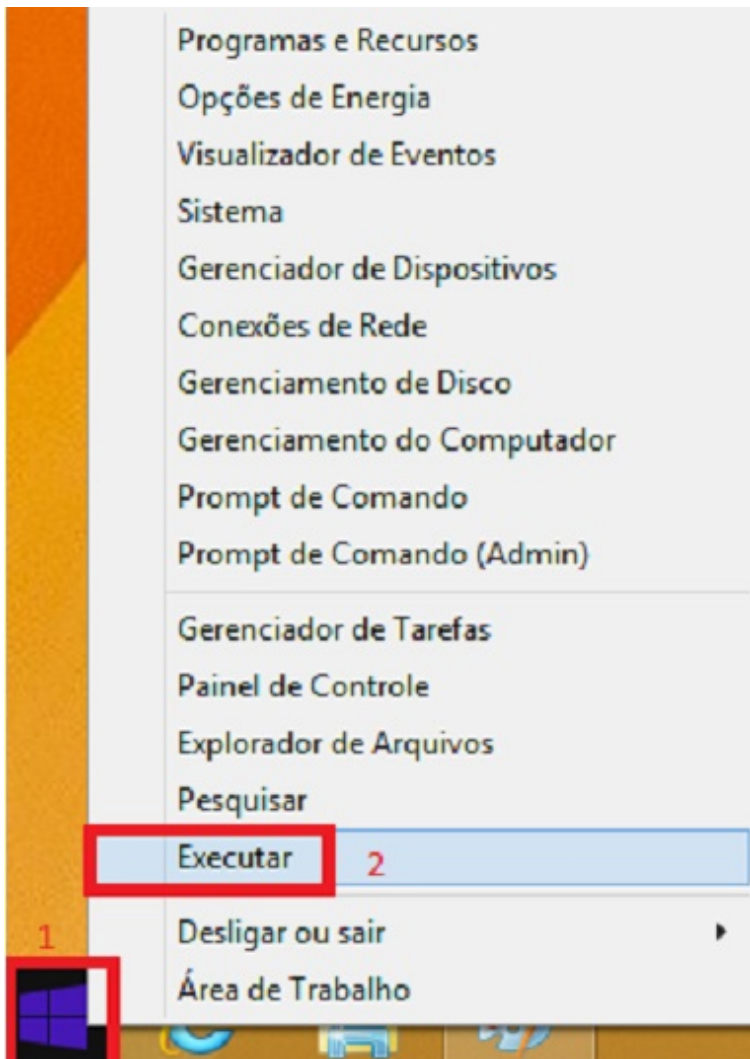 Programas e Recursos
Opções de Energia
Visualizador de Eventos
Sistema
Gerenciador de Dispositivos
Conexões de Rede
Gerenciamento de Disco
Gerenciamento do Computador
Prompt de Comando
Prompt de Comando (Admin)
Gerenciador de Tarefas
Painel de Controle
Explorador de Arquivos
Pesquisar
Executar 2
1 Desligar ou sair
Área de Trabalho